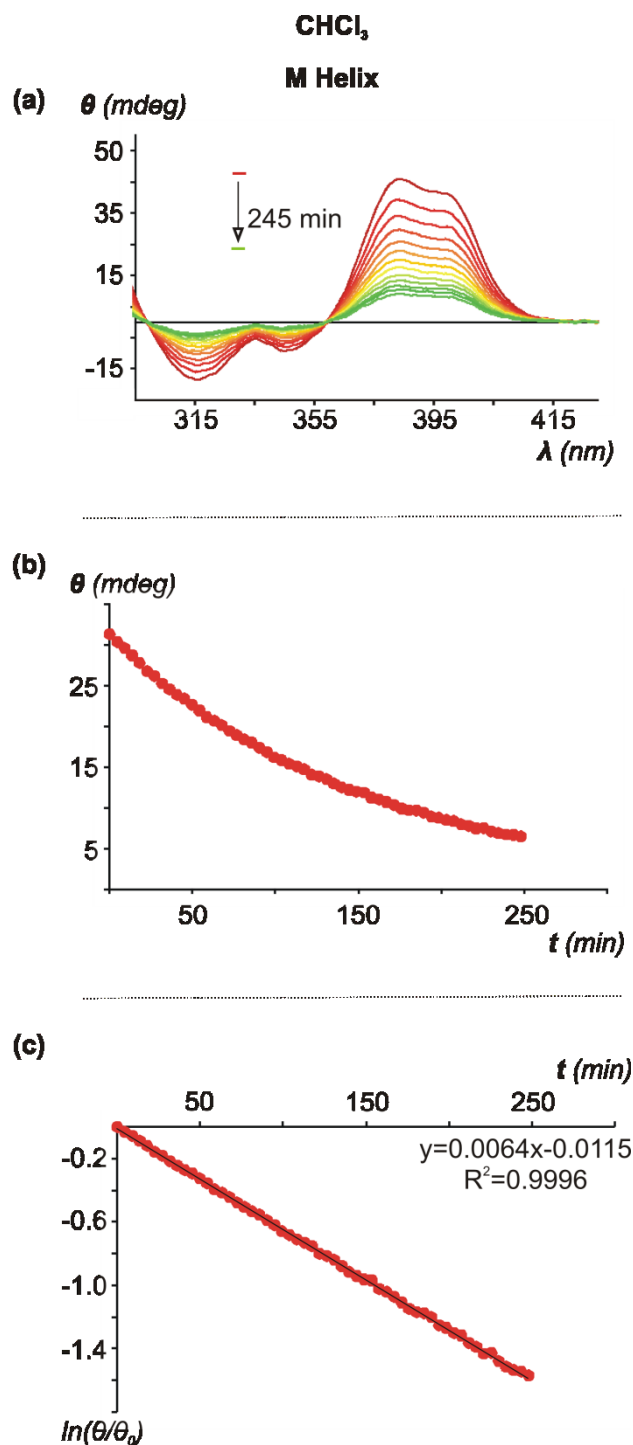 CHCl₃
M Helix
(a)
θ (mdeg)
50
35
15
-15
245 min
315 355 395 415
λ (nm)
(b)
θ (mdeg)
25
15
5
50 150 250
t (min)
(c)
t (min)
50 150 250
y=0.0064x-0.0115
R²=0.9996
-0.2
-0.6
-1.0
-1.4
ln(θ/θ₀)